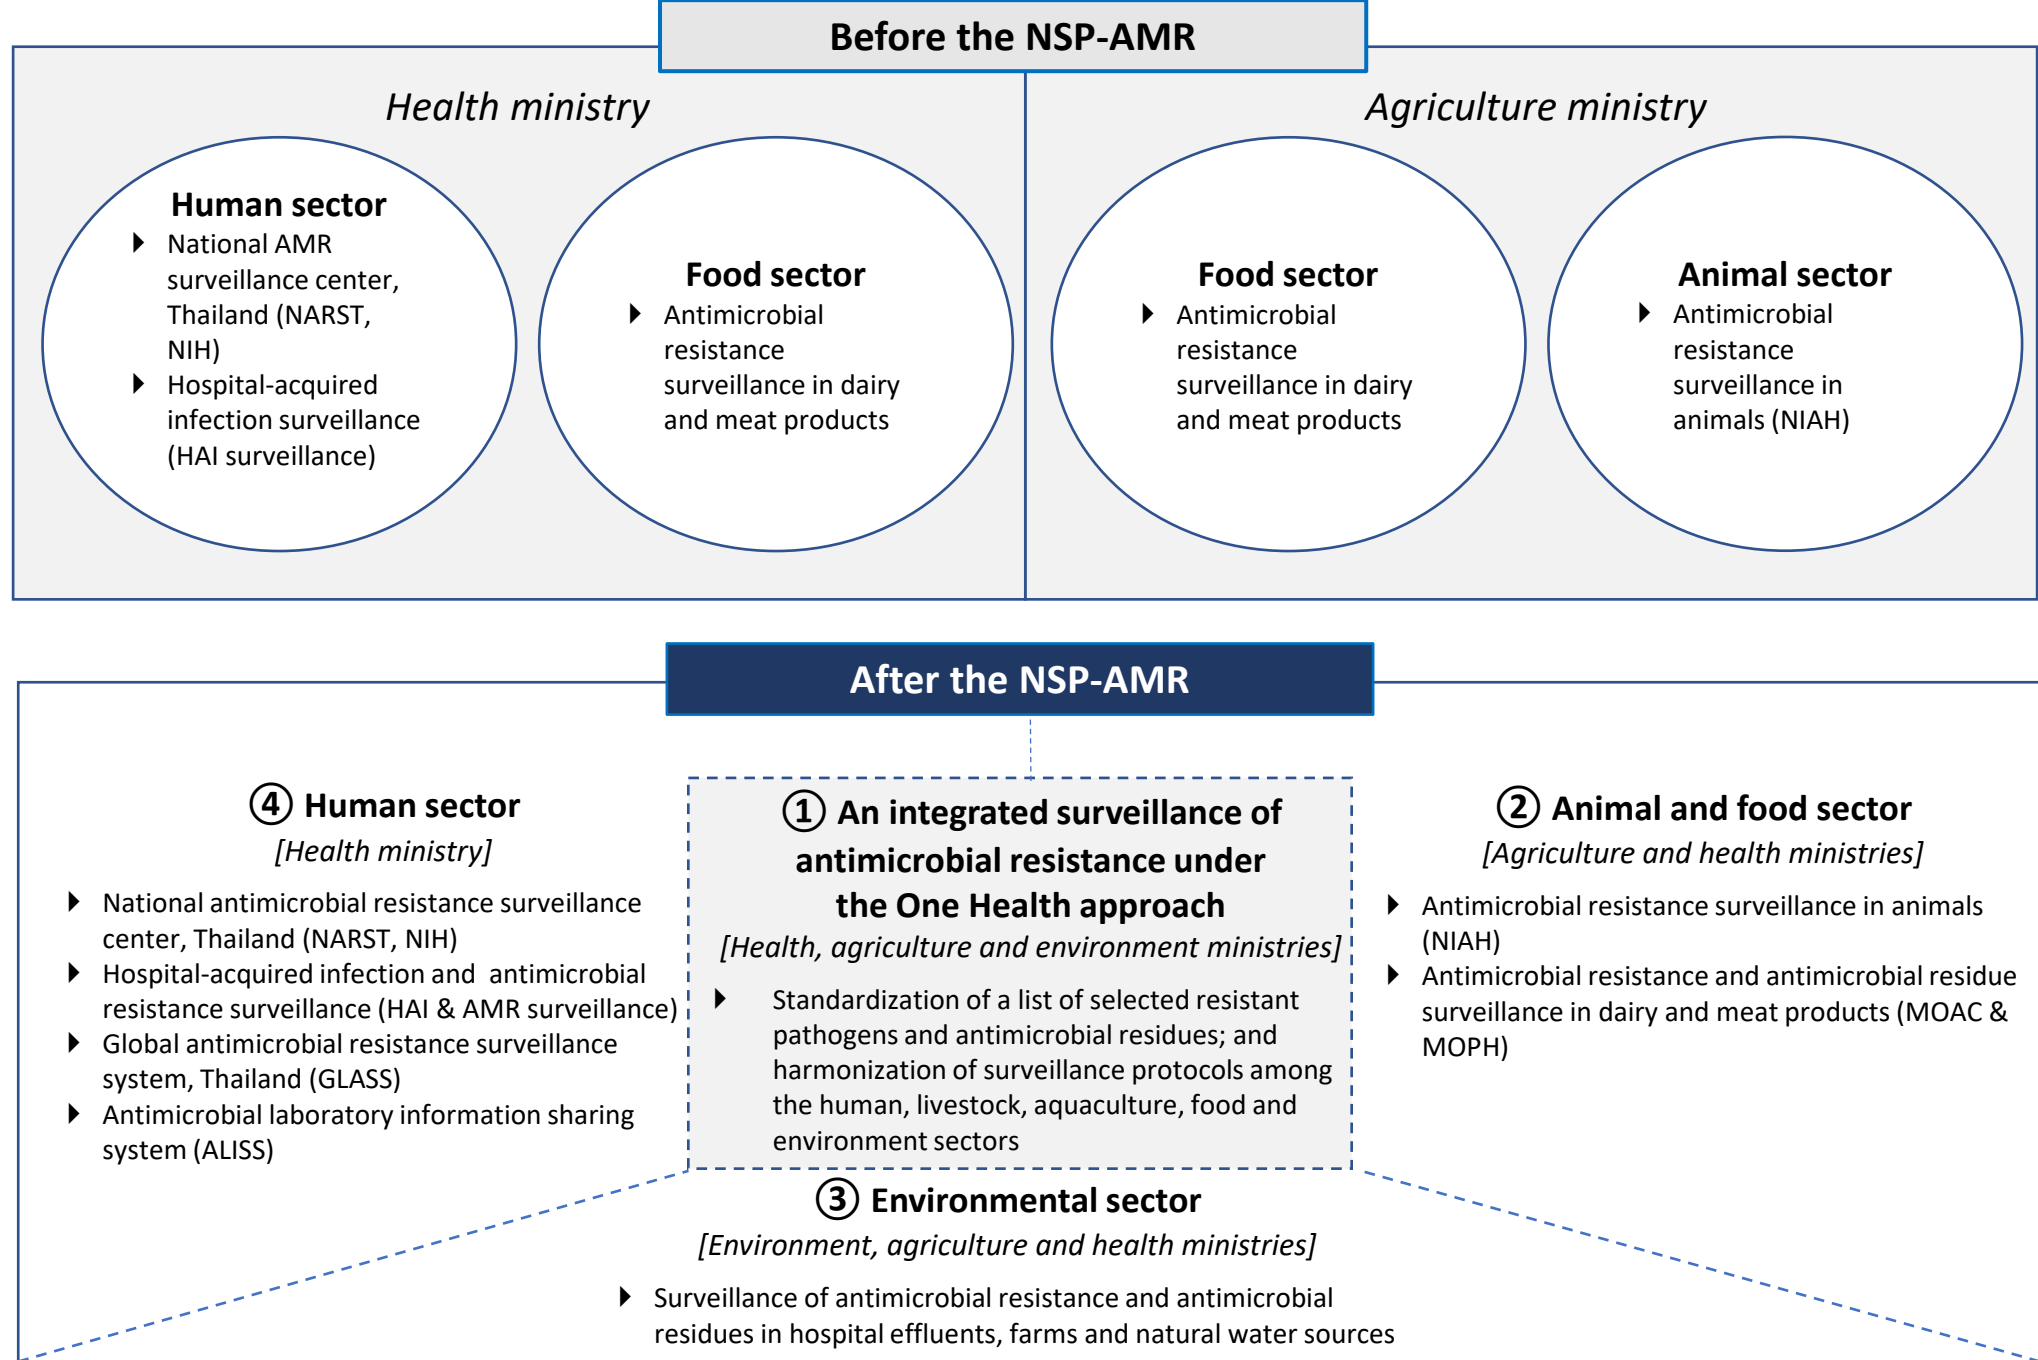 Before the NSP-AMR
Health ministry
Human sector
National AMR
surveillance center,
Thailand (NARST,
NIH)
Hospital-acquired
infection surveillance
(HAI surveillance)
Food sector
Antimicrobial
resistance
surveillance in dairy
and meat products
Agriculture ministry
Food sector
Antimicrobial
resistance
surveillance in dairy
and meat products
Animal sector
Antimicrobial
resistance
surveillance in
animals (NIAH)
After the NSP-AMR
④ Human sector
[Health ministry]
National antimicrobial resistance surveillance
center, Thailand (NARST, NIH)
Hospital-acquired infection and antimicrobial
resistance surveillance (HAI & AMR surveillance)
Global antimicrobial resistance surveillance
system, Thailand (GLASS)
Antimicrobial laboratory information sharing
system (ALISS)
① An integrated surveillance of
antimicrobial resistance under
the One Health approach
[Health, agriculture and environment ministries]
Standardization of a list of selected resistant
pathogens and antimicrobial residues; and
harmonization of surveillance protocols among
the human, livestock, aquaculture, food and
environment sectors
② Animal and food sector
[Agriculture and health ministries]
Antimicrobial resistance surveillance in animals
(NIAH)
Antimicrobial resistance and antimicrobial residue
surveillance in dairy and meat products (MOAC &
MOPH)
③ Environmental sector
[Environment, agriculture and health ministries]
Surveillance of antimicrobial resistance and antimicrobial
residues in hospital effluents, farms and natural water sources